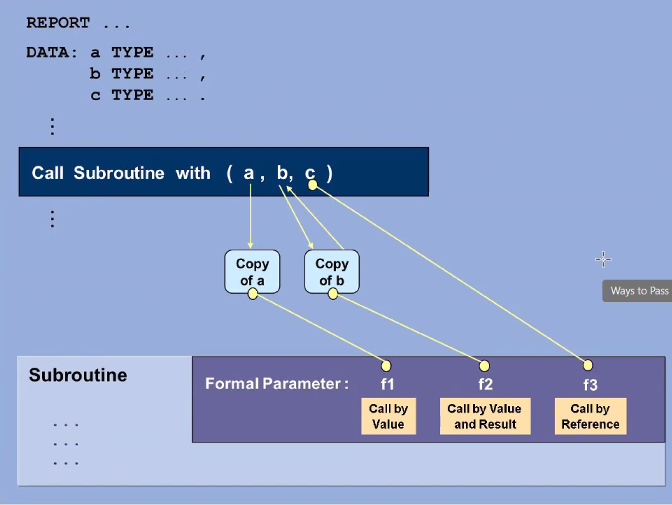 REPORT ...
DATA: a TYPE ... ,
b TYPE ... ,
c TYPE ... .
⋮
Call Subroutine with ( a , b, c )
⋮
Copy
of a
Copy
of b
Ways to Pass
Subroutine
Formal Parameter : f1 f2 f3
Call by
Value
Call by Value
and Result
Call by
Reference
...
...
...